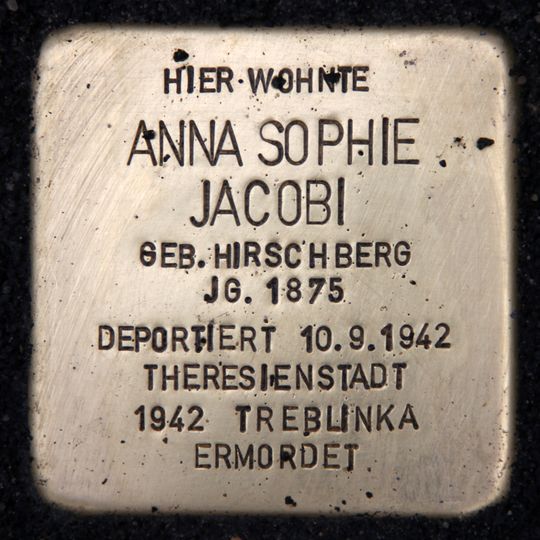 HIER WOHNTE
ANNA SOPHIE
JACOBI
GEB. HIRSCHBERG
JG. 1875
DEPORTIERT 10.9.1942
THERESIENSTADT
1942 TREBLINKA
ERMORDET